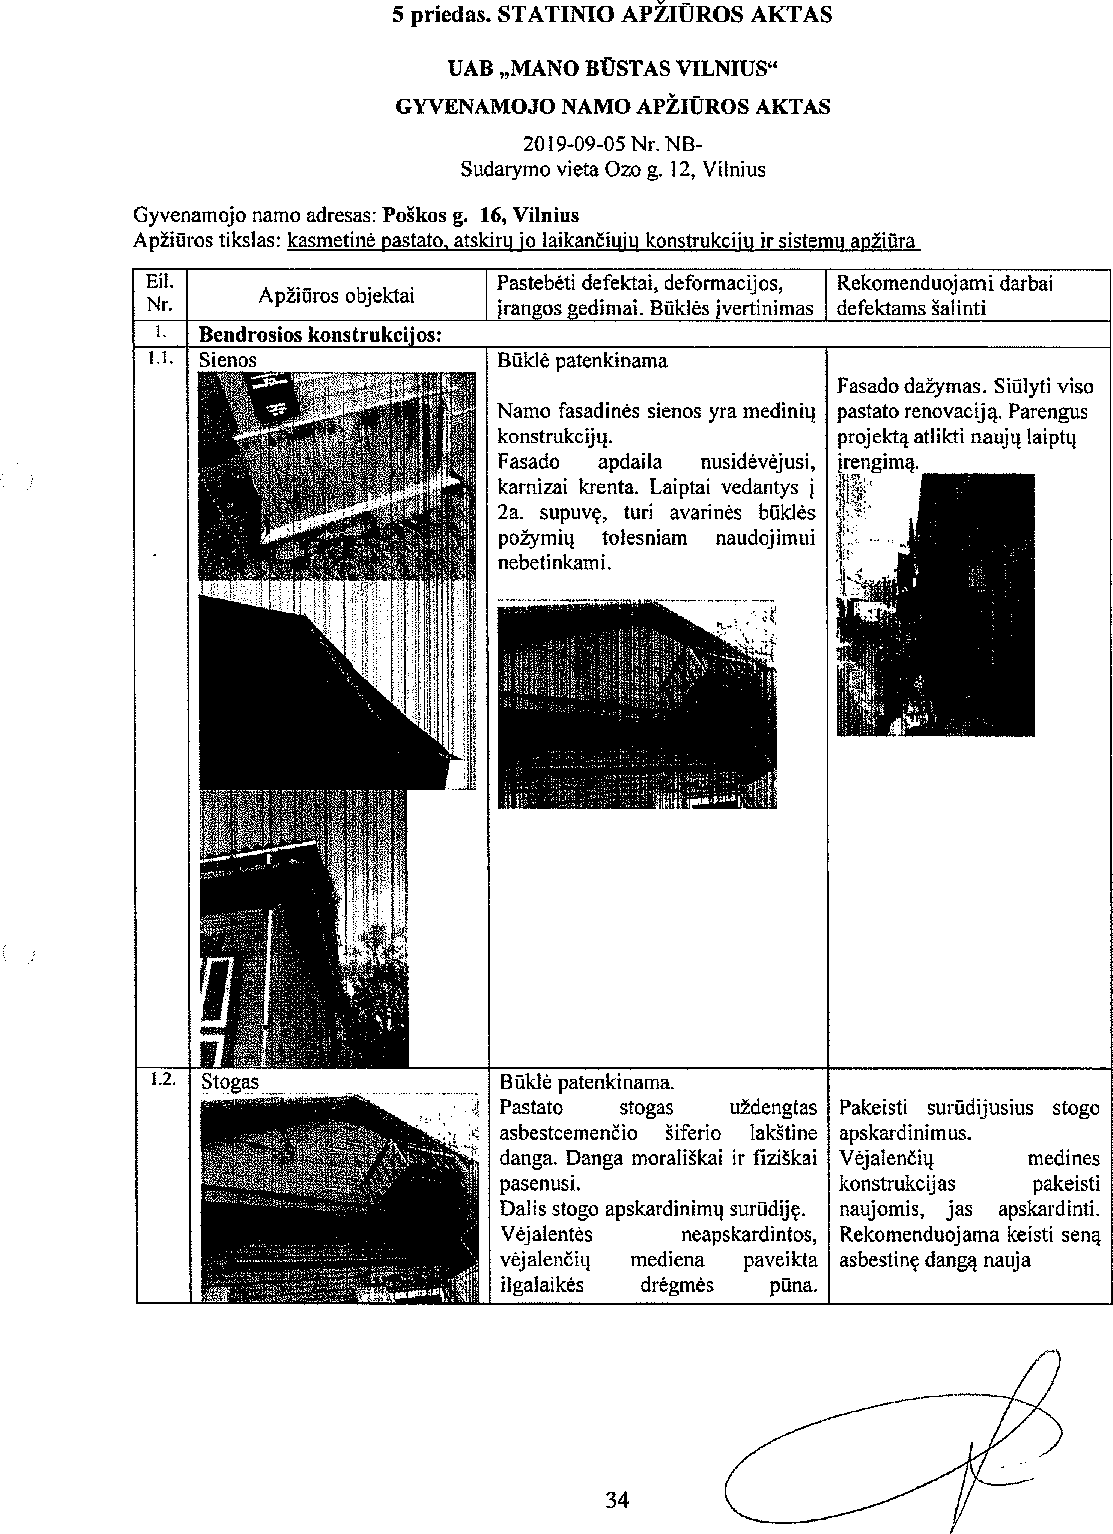 5 priedas. STATINIO APŽIŪROS AKTAS
UAB „MANO BŪSTAS VILNIUS“
GYVENAMOJO NAMO APŽIŪROS AKTAS
2019-09-05 Nr. NB-
Sudarymo vieta Ozo g. 12, Vilnius
Gyvenamojo namo adresas: Poškos g. 16, Vilnius
Apžiūros tikslas: kasmetinė pastato, atskirų jo laikančiųjų konstrukcijų ir sistemų apžiūra
Eil.
Nr.
Apžiūros objektai
Pastebėti defektai, deformacijos,
įrangos gedimai. Būklės įvertinimas
Rekomenduojami darbai
defektams šalinti
1.
Bendrosios konstrukcijos:
1.1.
Sienos
Būklė patenkinama
Namo fasadinės sienos yra medinių
konstrukcijų.
Fasado apdaila nusidėvėjusi,
karnizai krenta. Laiptai vedantys į
2a. supuvę, turi avarinės būklės
požymių tolesniam naudojimui
nebetinkami.
Fasado dažymas. Siūlyti viso
pastato renovaciją. Parengus
projektą atlikti naujų laiptų
įrengimą.
1.2.
Stogas
Būklė patenkinama.
Pastato stogas uždengtas
asbestcemenčio šiferio lakštine
danga. Danga morališkai ir fiziškai
pasenusi.
Dalis stogo apskardinimų surūdiję.
Vėjalentės neapskardintos,
vėjalenčių mediena paveikta
ilgalaikės drėgmės pūna.
Pakeisti surūdijusius stogo
apskardinimus.
Vėjalenčių medines
konstrukcijas pakeisti
naujomis, jas apskardinti.
Rekomenduojama keisti seną
asbestinę dangą nauja
34